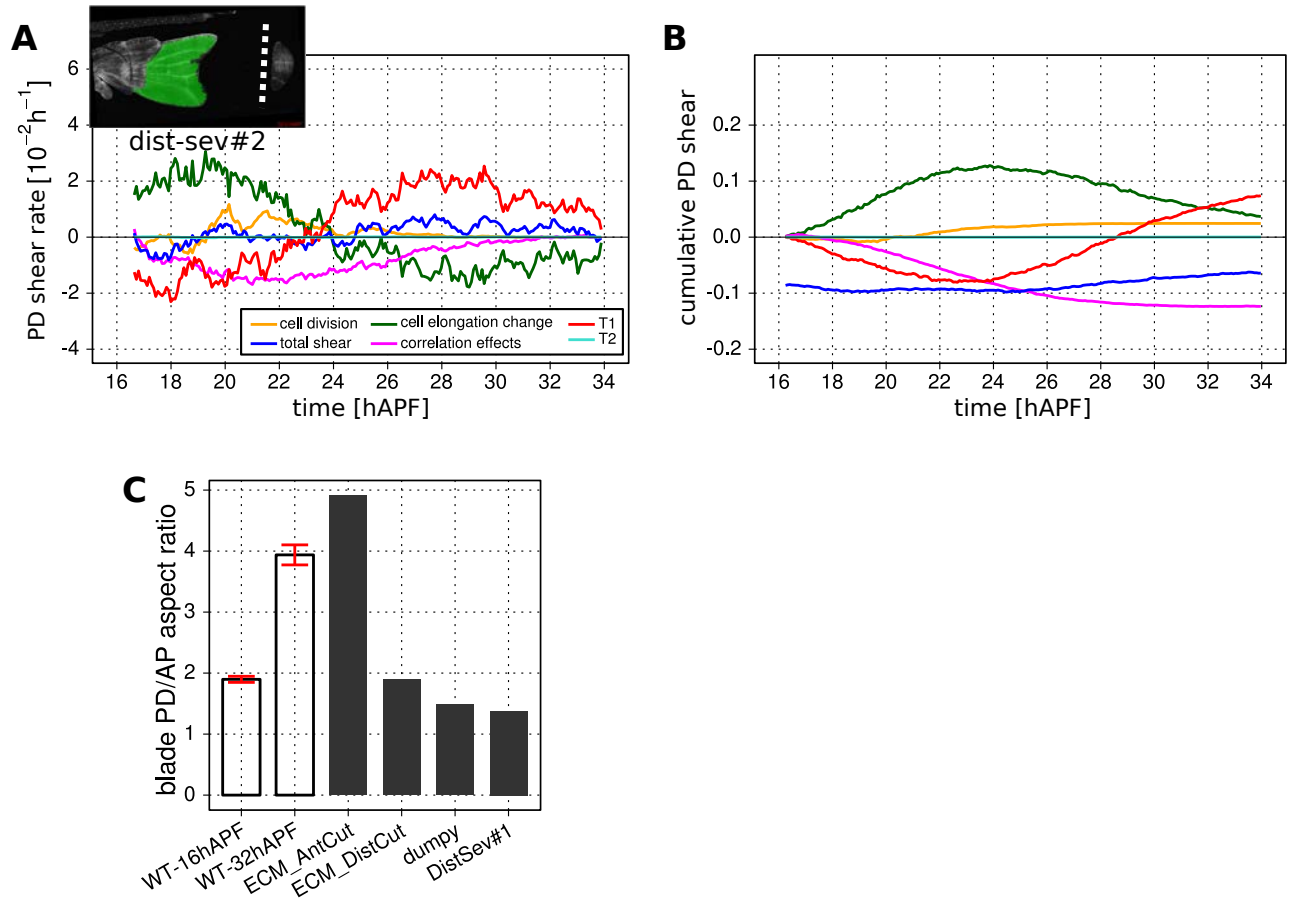 A
B
dist-sev#2
PD shear rate [10⁻²h⁻¹]
6
4
2
0
-2
-4
cell division
cell elongation change
T1
total shear
correlation effects
T2
16 18 20 22 24 26 28 30 32 34
time [hAPF]
cumulative PD shear
0.2
0.1
0.0
-0.1
-0.2
16 18 20 22 24 26 28 30 32 34
time [hAPF]
C
blade PD/AP aspect ratio
5
4
3
2
1
0
WT-16hAPF
WT-32hAPF
ECM_AntCut
ECM_DistCut
dumpy
DistSev#1